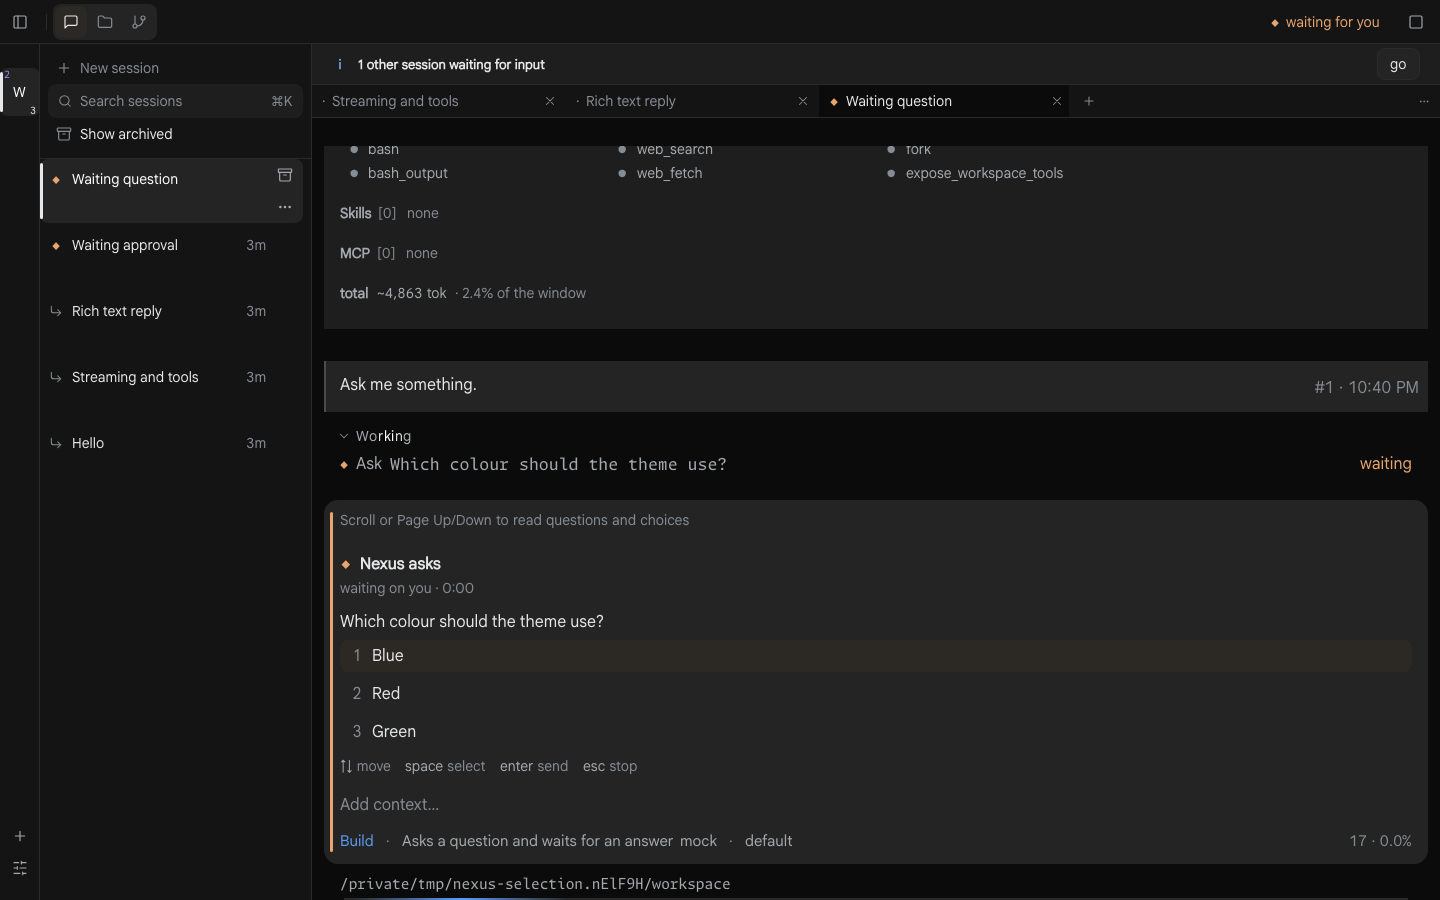 waiting for you
2
W
3
New session
Search sessions ⌘K
Show archived
Waiting question
Waiting approval 3m
Rich text reply 3m
Streaming and tools 3m
Hello 3m
i 1 other session waiting for input go
· Streaming and tools
· Rich text reply
Waiting question
bash web_search fork
bash_output web_fetch expose_workspace_tools
Skills [0] none
MCP [0] none
total ~4,863 tok · 2.4% of the window
Ask me something. #1 · 10:40 PM
Working
Ask Which colour should the theme use? waiting
Scroll or Page Up/Down to read questions and choices
Nexus asks
waiting on you · 0:00
Which colour should the theme use?
1 Blue
2 Red
3 Green
↑↓ move space select enter send esc stop
Add context...
Build · Asks a question and waits for an answer mock · default 17 · 0.0%
/private/tmp/nexus-selection.nElF9H/workspace